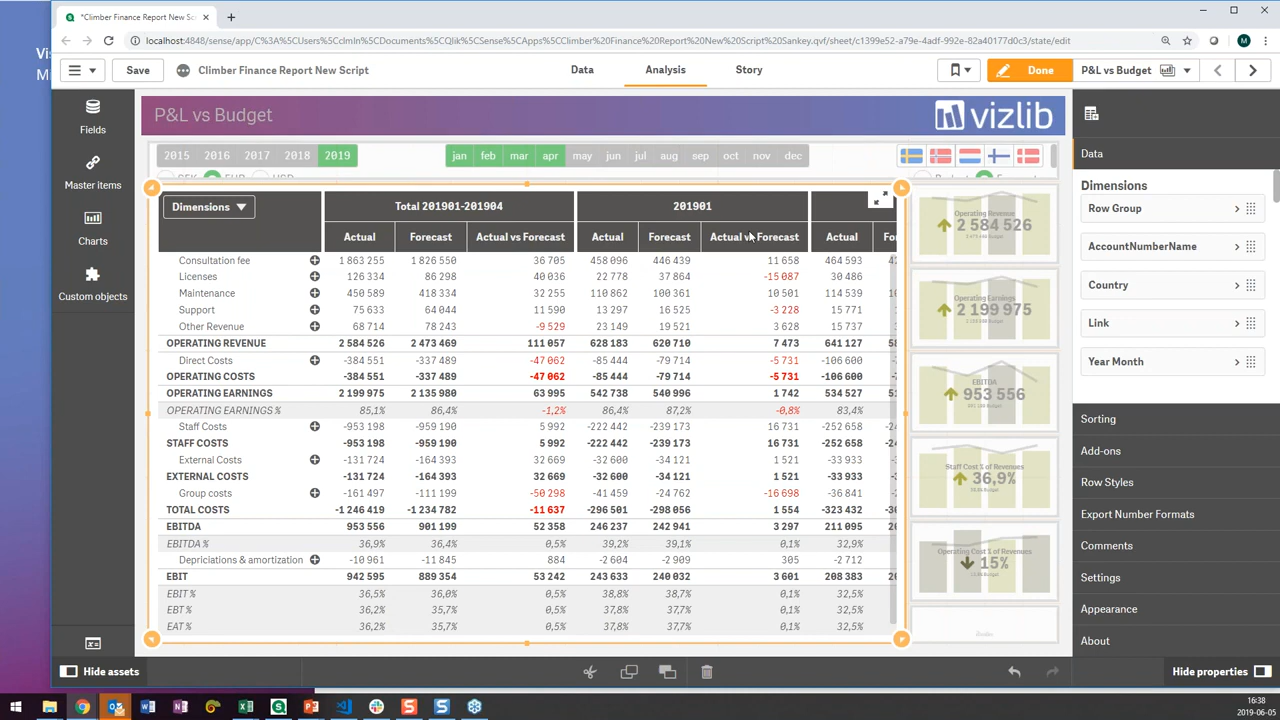 *Climber Finance Report New Sc
Vis
Mi
localhost:4848/sense/app/C%3A%5CUsers%5Cclmln%5CDocuments%5CQlik%5CSense%5CApps%5CClimber%20Finance%20Report%20New%20Script%20Sankey.qvf/sheet/c1399e52-a79e-4adf-992e-82a40177d0c3/state/edit
M
Save
Climber Finance Report New Script
Data
Analysis
Story
Done
P&L vs Budget
Fields
Master items
Charts
Custom objects
P&L vs Budget
vizlib
2015 2016 2017 2018 2019
jan feb mar apr may jun jul aug sep oct nov dec
Dimensions
Total 201901-201904
201901
Actual Forecast Actual vs Forecast Actual Forecast Actual vs Forecast Actual Fo
Consultation fee 1 863 255 1 826 550 36 705 458 096 446 439 11 658 464 593
Licenses 126 334 86 298 40 036 22 778 37 864 -15 087 30 486
Maintenance 450 589 418 334 32 255 110 862 100 361 10 501 114 539
Support 75 633 64 044 11 590 13 297 16 525 -3 228 15 771
Other Revenue 68 714 78 243 -9 529 23 149 19 521 3 628 15 737
OPERATING REVENUE 2 584 526 2 473 469 111 057 628 183 620 710 7 473 641 127
Direct Costs -384 551 -337 489 -47 062 -85 444 -79 714 -5 731 -106 600
OPERATING COSTS -384 551 -337 489 -47 062 -85 444 -79 714 -5 731 -106 600
OPERATING EARNINGS 2 199 975 2 135 980 63 995 542 738 540 996 1 742 534 527
OPERATING EARNINGS % 85,1% 86,4% -1,2% 86,4% 87,2% -0,8% 83,4%
Staff Costs -953 198 -959 190 5 992 -222 442 -239 173 16 731 -252 658
STAFF COSTS -953 198 -959 190 5 992 -222 442 -239 173 16 731 -252 658
External Costs -131 724 -164 393 32 669 -32 600 -34 121 1 521 -33 933
EXTERNAL COSTS -131 724 -164 393 32 669 -32 600 -34 121 1 521 -33 933
Group costs -161 497 -111 199 -50 298 -41 459 -24 762 -16 698 -36 841
TOTAL COSTS -1 246 419 -1 234 782 -11 637 -296 501 -298 056 1 554 -323 432
EBITDA 953 556 901 199 52 358 246 237 242 941 3 297 211 095
EBITDA % 36,9% 36,4% 0,5% 39,2% 39,1% 0,1% 32,9%
Depriciations & amortization -10 961 -11 845 884 -2 604 -2 909 305 -2 712
EBIT 942 595 889 354 53 242 243 633 240 032 3 601 208 383
EBIT % 36,5% 36,0% 0,5% 38,8% 38,7% 0,1% 32,5%
EBT % 36,2% 35,7% 0,5% 37,8% 37,7% 0,1% 32,5%
EAT % 36,2% 35,7% 0,5% 37,8% 37,7% 0,1% 32,5%
Operating Revenue
2 584 526
Operating Earnings
2 199 975
EBITDA
953 556
Staff Cost % of Revenues
36,9%
Operating Cost % of Revenues
15%
Data
Dimensions
Row Group
AccountNumberName
Country
Link
Year Month
Sorting
Add-ons
Row Styles
Export Number Formats
Comments
Settings
Appearance
About
Hide assets
Hide properties
16:38
2019-06-05